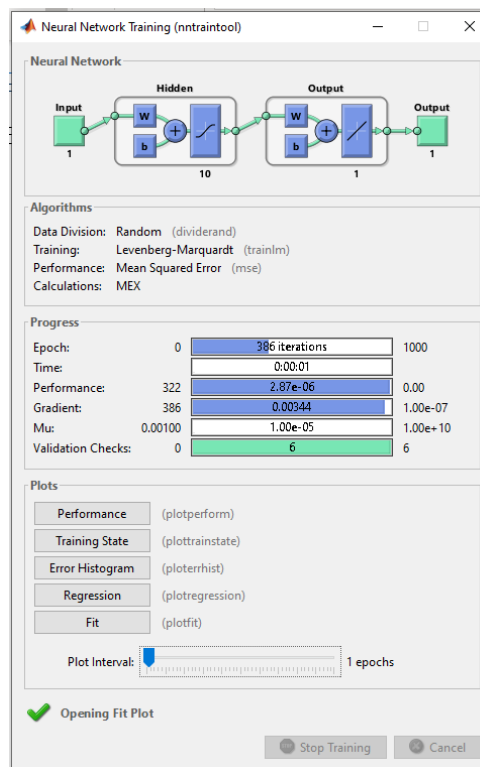 Neural Network Training (nntraintool)
Neural Network
Hidden
Output
Input
W
b
+
W
b
+
Output
1
10
1
1
Algorithms
Data Division: Random (dividerand)
Training: Levenberg-Marquardt (trainlm)
Performance: Mean Squared Error (mse)
Calculations: MEX
Progress
Epoch: 0 386 iterations 1000
Time: 0:00:01
Performance: 322 2.87e-06 0.00
Gradient: 386 0.00344 1.00e-07
Mu: 0.00100 1.00e-05 1.00e+10
Validation Checks: 0 6 6
Plots
Performance (plotperform)
Training State (plottrainstate)
Error Histogram (ploterrhist)
Regression (plotregression)
Fit (plotfit)
Plot Interval: 1 epochs
Opening Fit Plot
Stop Training Cancel